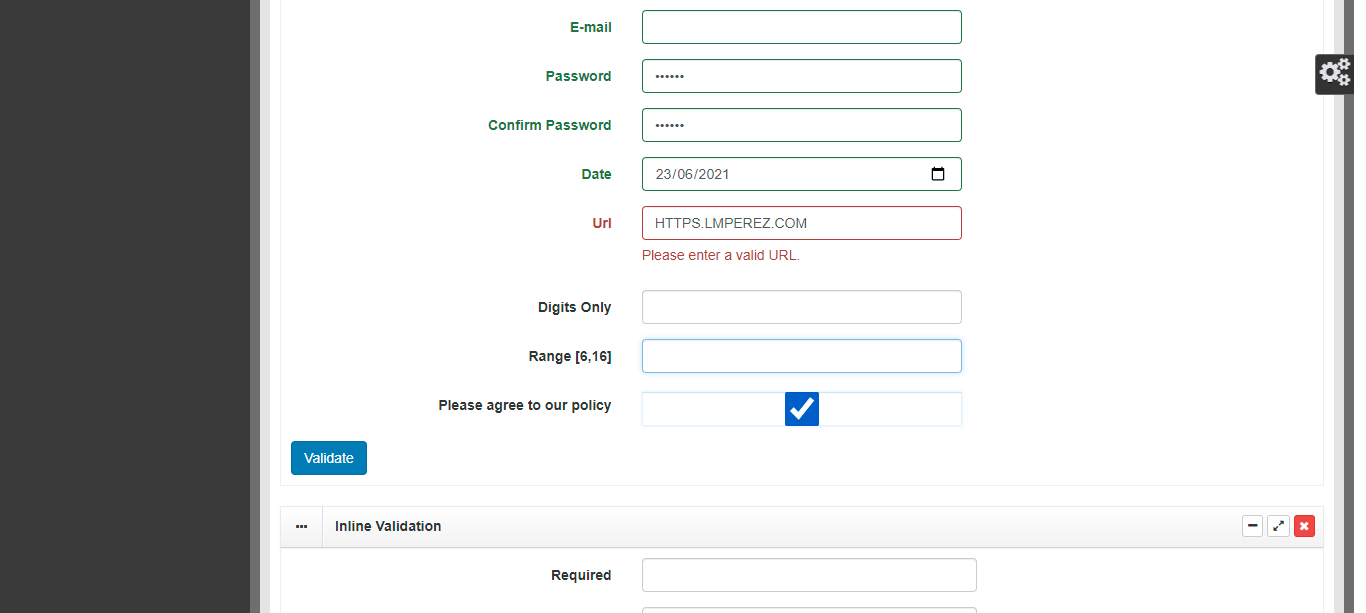 E-mail
Password ••••••
Confirm Password ••••••
Date 23/06/2021
Url HTTPS.LMPEREZ.COM
Please enter a valid URL.
Digits Only
Range [6,16]
Please agree to our policy
Validate
Inline Validation
Required